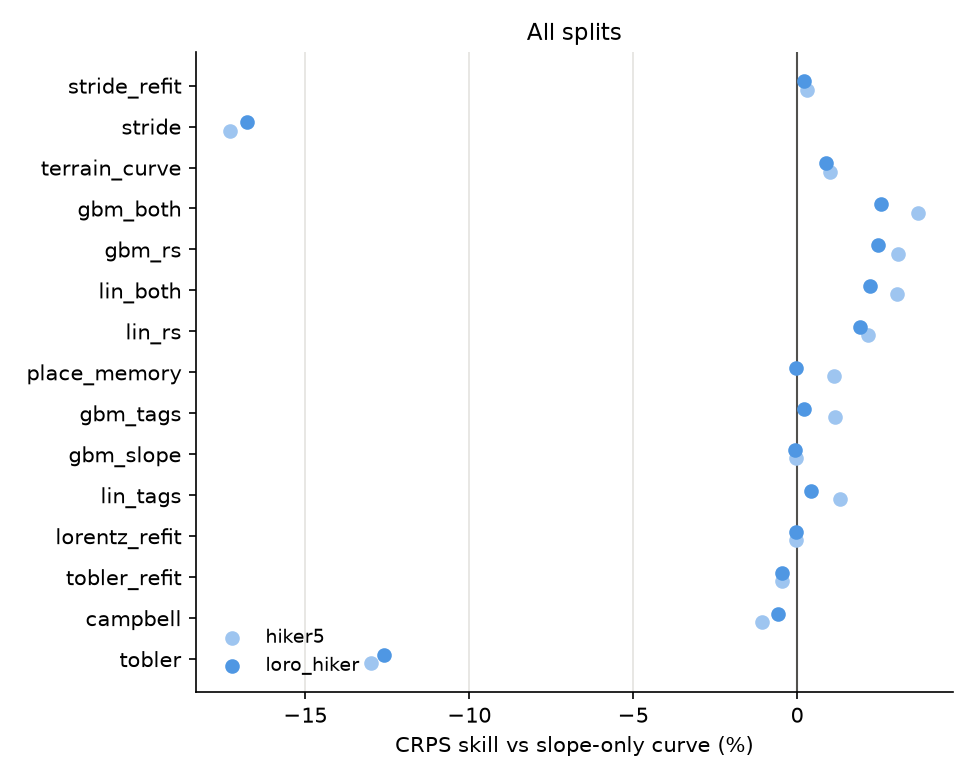 All splits
stride_refit
stride
terrain_curve
gbm_both
gbm_rs
lin_both
lin_rs
place_memory
gbm_tags
gbm_slope
lin_tags
lorentz_refit
tobler_refit
campbell
tobler
hiker5
loro_hiker
−15 −10 −5 0
CRPS skill vs slope-only curve (%)